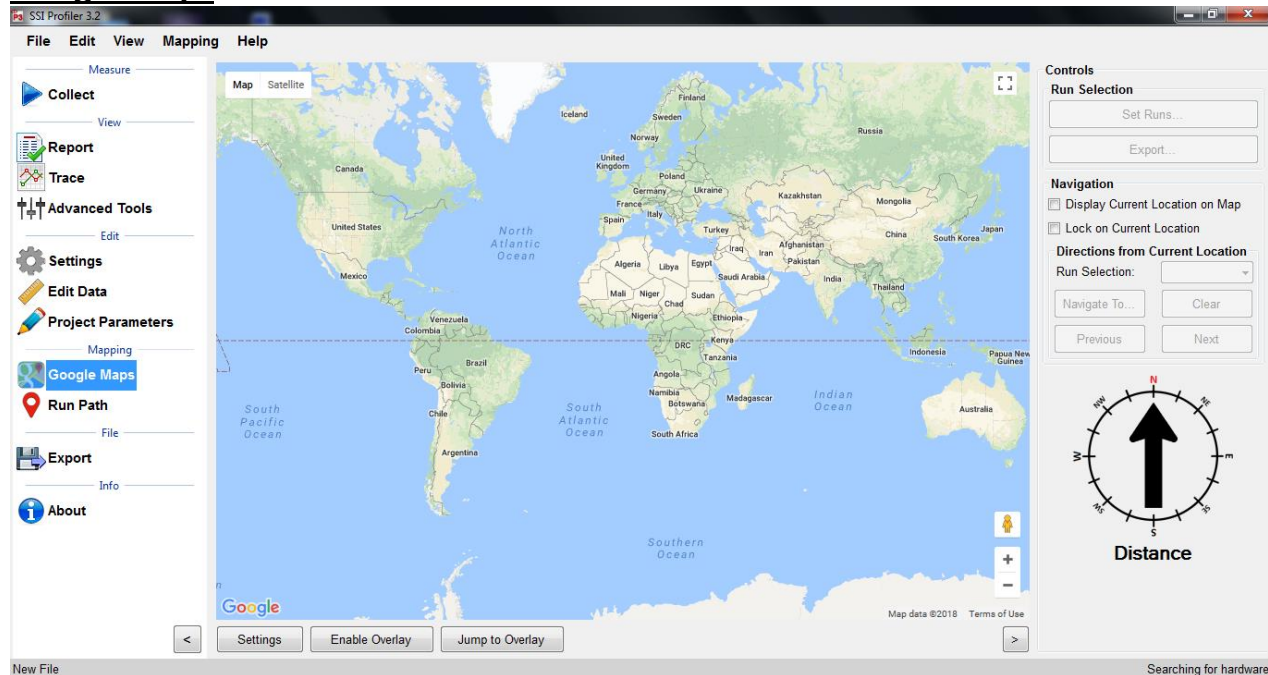 SSI Profiler 3.2
File Edit View Mapping Help
Measure
Collect
View
Report
Trace
Advanced Tools
Edit
Settings
Edit Data
Project Parameters
Mapping
Google Maps
Run Path
File
Export
Info
About
<
Map Satellite
Iceland
Finland
Sweden
Norway
Russia
Canada
United
Kingdom
Poland
Germany
Ukraine
France
Kazakhstan
Mongolia
Spain
Italy
United States
North
Atlantic
Ocean
Turkey
China
South Korea
Japan
Iraq
Iran
Afghanistan
Pakistan
Algeria
Libya
Egypt
Saudi Arabia
India
Mexico
Thailand
Mali
Niger
Chad
Sudan
Nigeria
Ethiopia
Venezuela
Colombia
DRC
Kenya
Tanzania
Indonesia
Papua New
Guinea
Peru
Brazil
Bolivia
Angola
Namibia
Botswana
Madagascar
Indian
Ocean
Australia
South
Pacific
Ocean
Chile
South
Atlantic
Ocean
South Africa
Argentina
Southern
Ocean
+
−
Google
Map data ©2018 Terms of Use
Settings Enable Overlay Jump to Overlay >
Controls
Run Selection
Set Runs...
Export...
Navigation
Display Current Location on Map
Lock on Current Location
Directions from Current Location
Run Selection:
Navigate To... Clear
Previous Next
N
NW NE
W E
SW SE
S
Distance
New File Searching for hardware